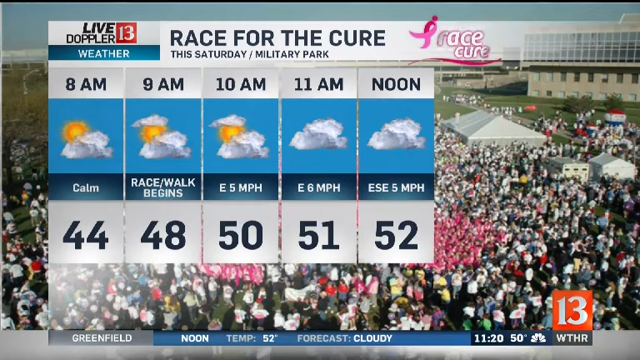 LIVE
DOPPLER 13
WEATHER
RACE FOR THE CURE
THIS SATURDAY / MILITARY PARK
race
cure
8 AM 9 AM 10 AM 11 AM NOON
Calm RACE/WALK BEGINS E 5 MPH E 6 MPH ESE 5 MPH
44 48 50 51 52
13
GREENFIELD NOON TEMP: 52° FORECAST: CLOUDY 11:20 50° WTHR